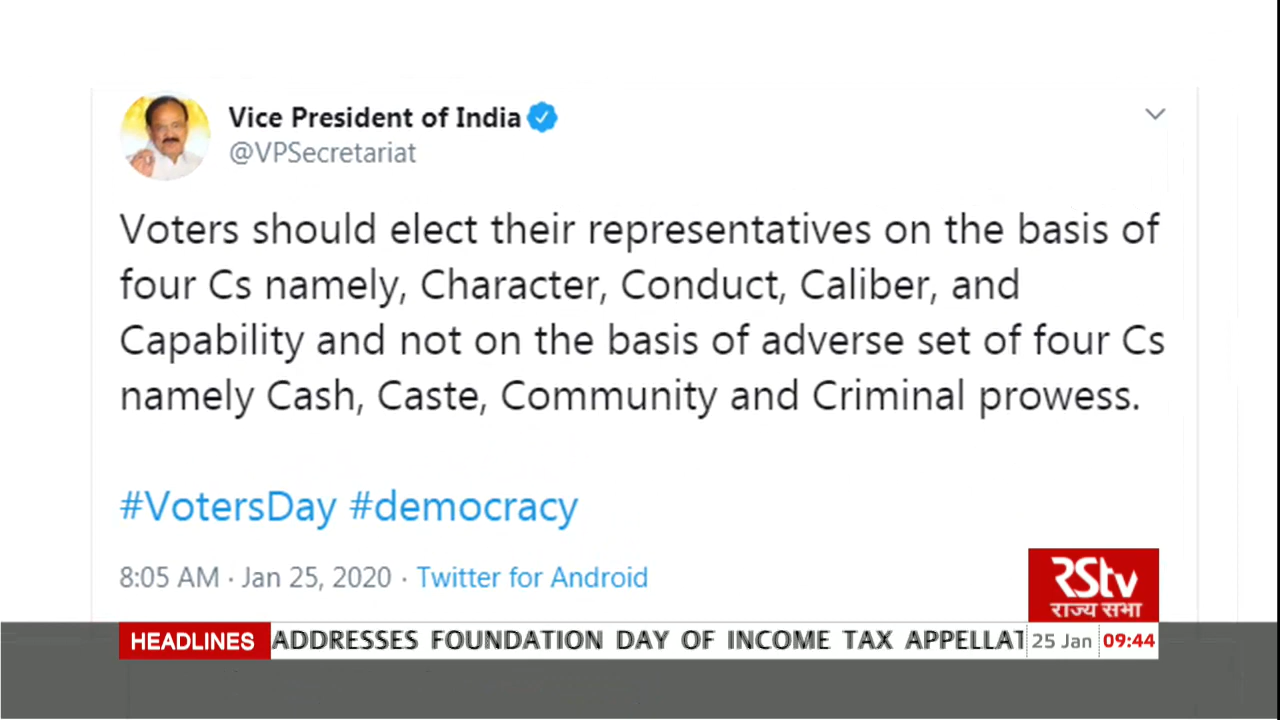 Vice President of India
@VPSecretariat
Voters should elect their representatives on the basis of
four Cs namely, Character, Conduct, Caliber, and
Capability and not on the basis of adverse set of four Cs
namely Cash, Caste, Community and Criminal prowess.
#VotersDay #democracy
8:05 AM · Jan 25, 2020 · Twitter for Android
RSTV
राज्य सभा
HEADLINES ADDRESSES FOUNDATION DAY OF INCOME TAX APPELLAT 25 Jan 09:44